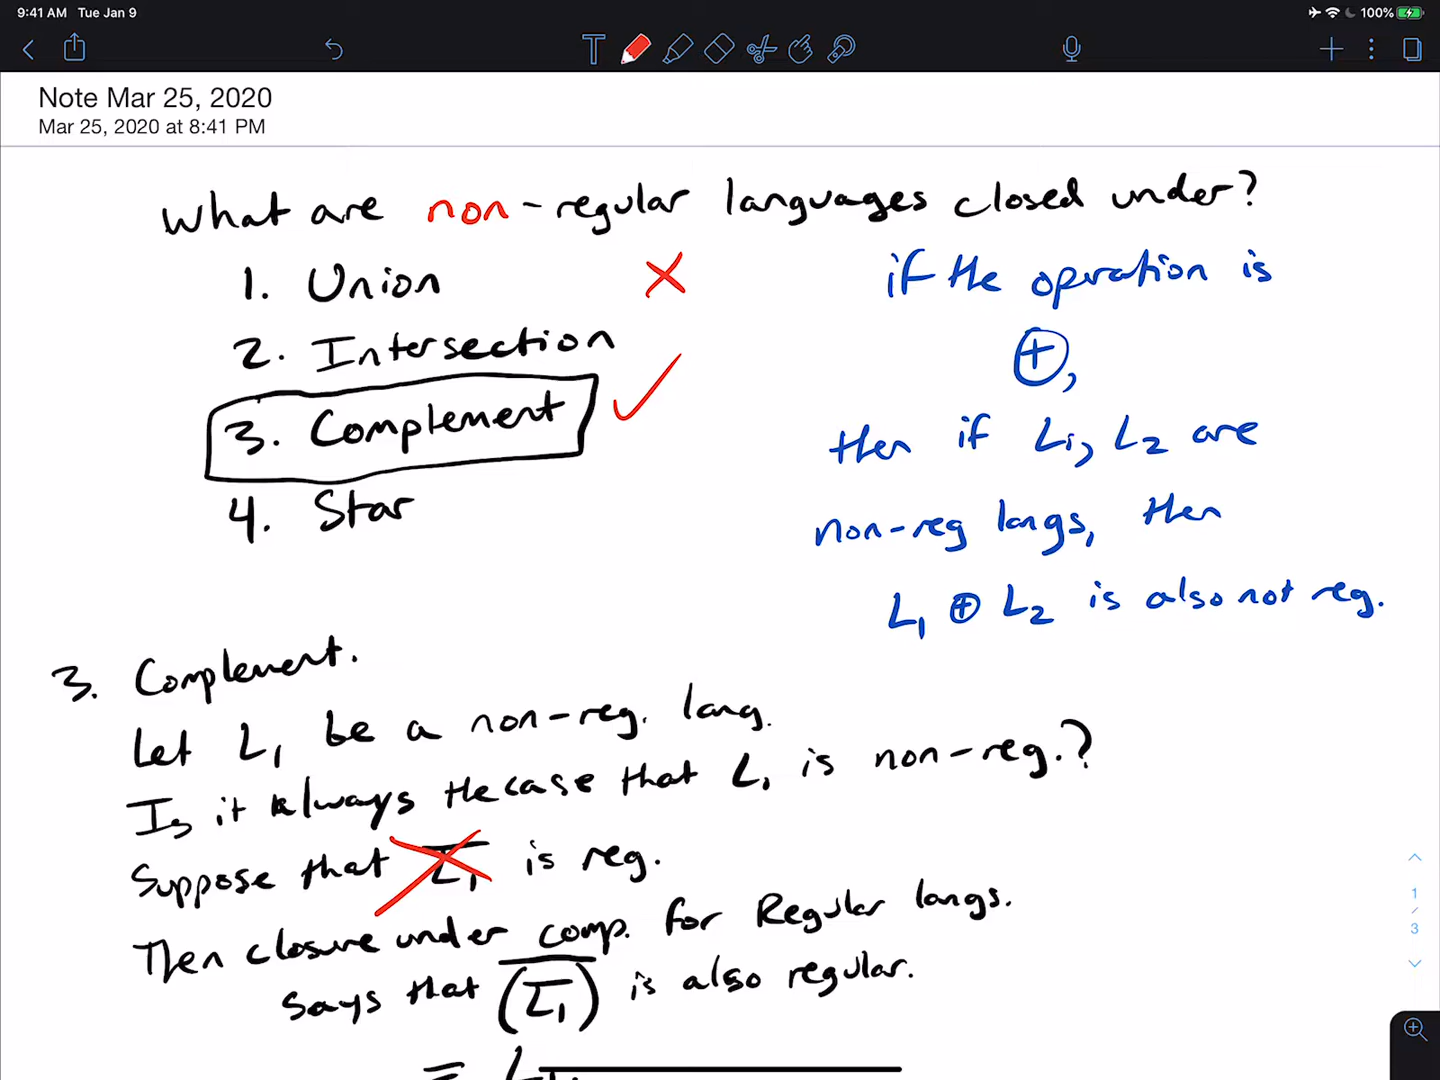 9:41 AM Tue Jan 9
100%
Note Mar 25, 2020
Mar 25, 2020 at 8:41 PM
What are non-regular languages closed under?
1. Union
2. Intersection
3. Complement
4. Star
if the operation is
⊕,
then if L₁, L₂ are
non-reg langs, then
L₁ ⊕ L₂ is also not reg.
3. Complement.
Let L₁ be a non-reg. lang.
Is it always the case that L₁ is non-reg.?
Suppose that L̅₁ is reg.
Then closure under comp. for Regular langs.
says that (L̅₁)‾ is also regular.
= L₁
1
/
3